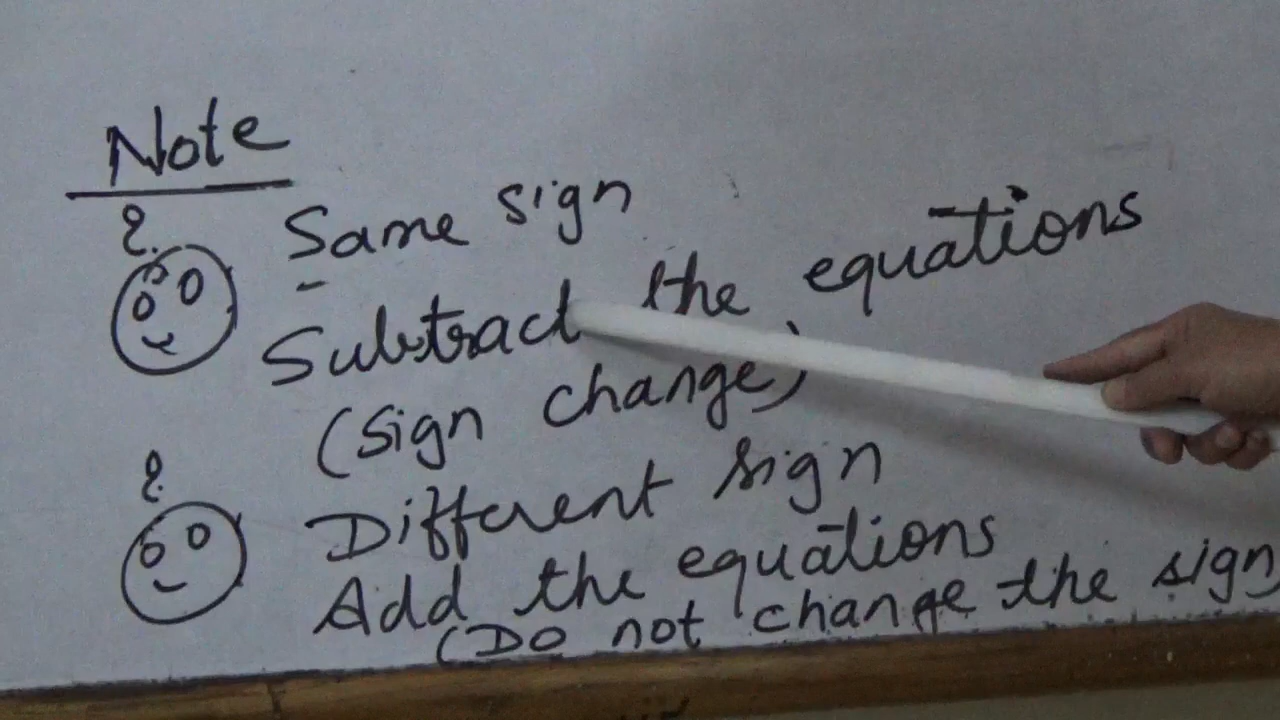 Note
Same sign
Subtract the equations
(Sign change)
Different sign
Add the equations
(Do not change the sign